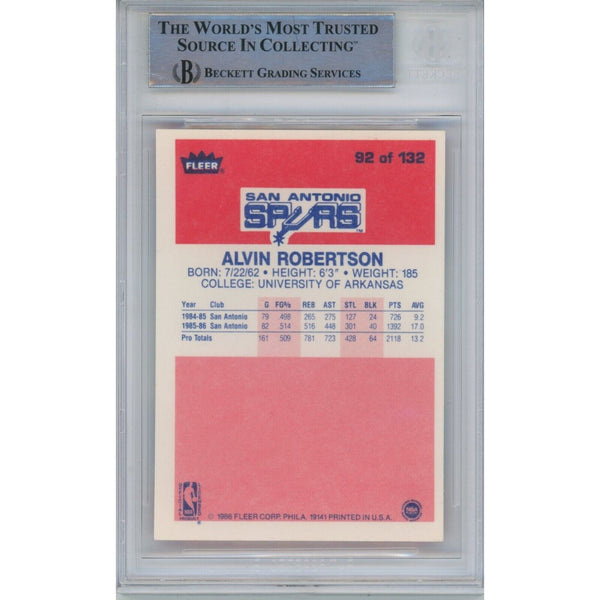 THE WORLD'S MOST TRUSTED
SOURCE IN COLLECTING™
B BECKETT GRADING SERVICES
FLEER
92 of 132
SAN ANTONIO
SPURS™
ALVIN ROBERTSON
BORN: 7/22/62 • HEIGHT: 6'3" • WEIGHT: 185
COLLEGE: UNIVERSITY OF ARKANSAS
Year Club G FG% REB AST STL BLK PTS AVG
1984-85 San Antonio 79 .498 265 275 127 24 726 9.2
1985-86 San Antonio 82 .514 516 448 301 40 1392 17.0
Pro Totals 161 .509 781 723 428 64 2118 13.2
© 1986 FLEER CORP. PHILA. 19141 PRINTED IN U.S.A.